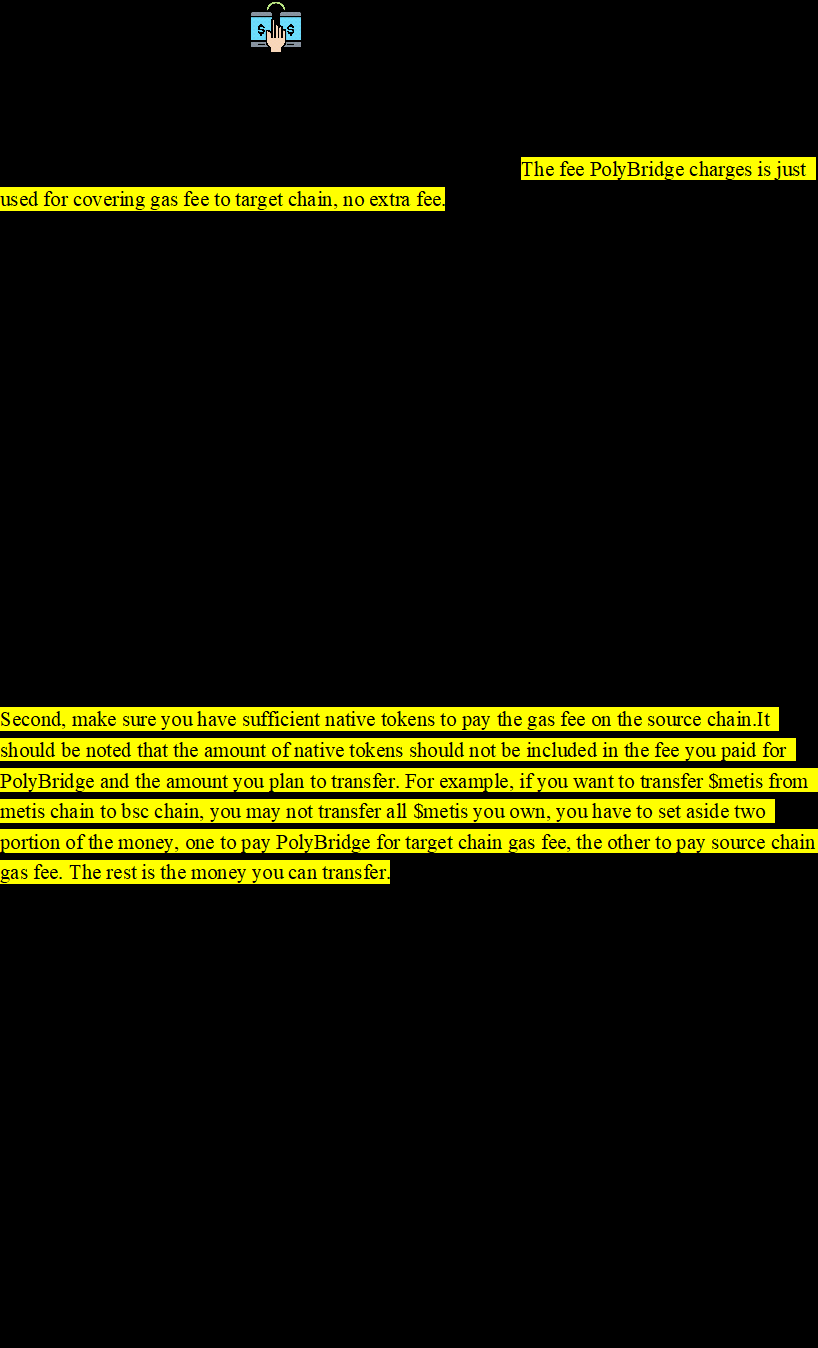 The fee PolyBridge charges is just
used for covering gas fee to target chain, no extra fee.
Second, make sure you have sufficient native tokens to pay the gas fee on the source chain.It
should be noted that the amount of native tokens should not be included in the fee you paid for
PolyBridge and the amount you plan to transfer. For example, if you want to transfer $metis from
metis chain to bsc chain, you may not transfer all $metis you own, you have to set aside two
portion of the money, one to pay PolyBridge for target chain gas fee, the other to pay source chain
gas fee. The rest is the money you can transfer.